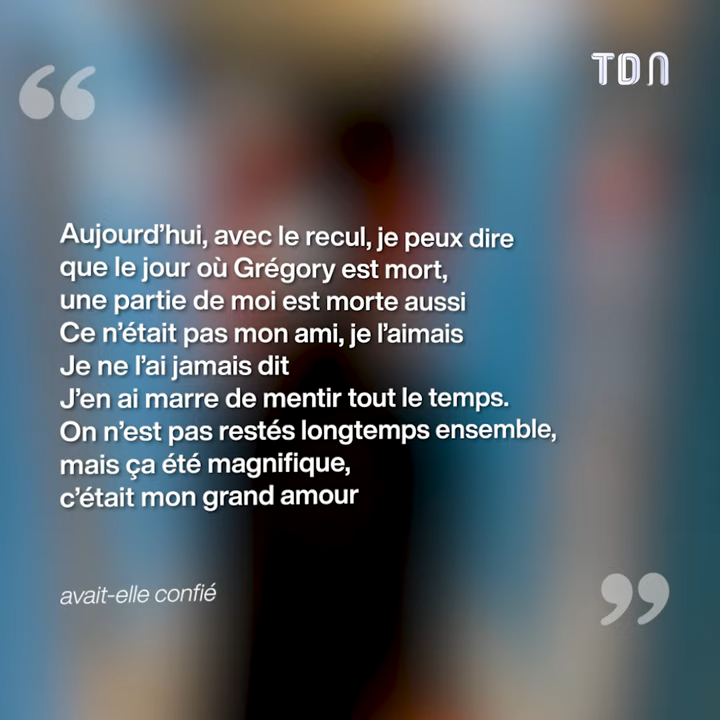 TDN
“
Aujourd’hui, avec le recul, je peux dire
que le jour où Grégory est mort,
une partie de moi est morte aussi
Ce n’était pas mon ami, je l’aimais
Je ne l’ai jamais dit
J’en ai marre de mentir tout le temps.
On n’est pas restés longtemps ensemble,
mais ça été magnifique,
c’était mon grand amour
avait-elle confié
”